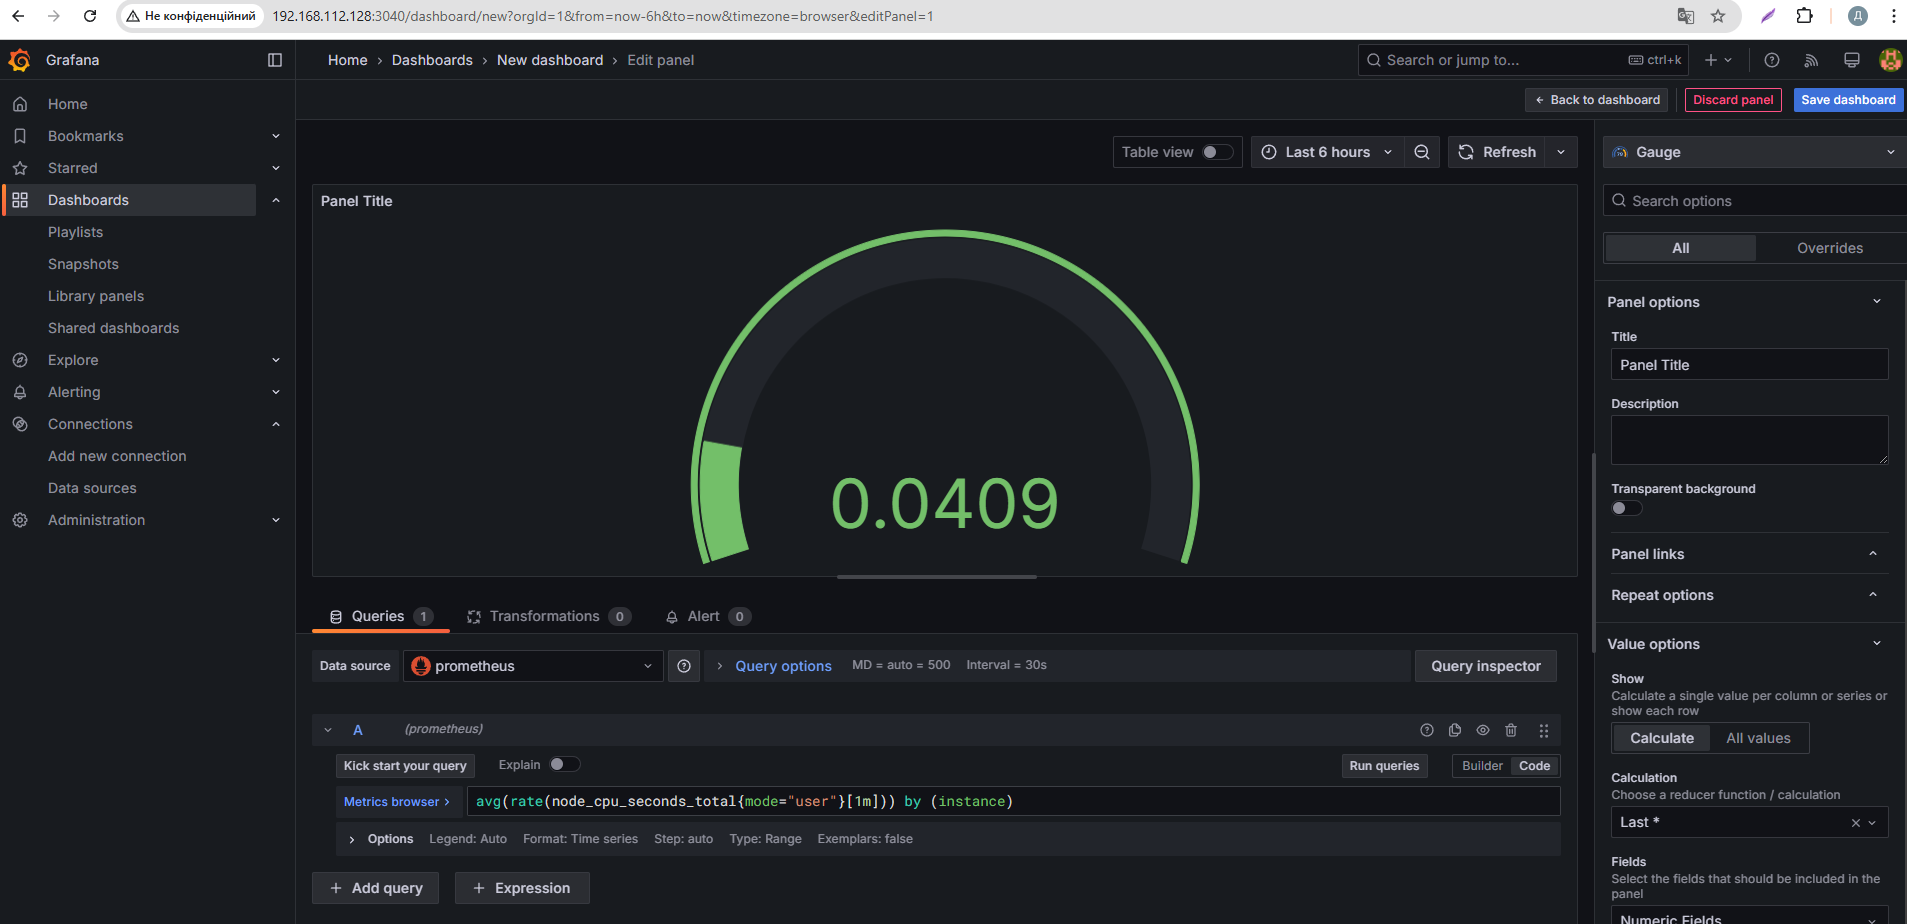 Не конфіденційний
192.168.112.128:3040/dashboard/new?orgId=1&from=now-6h&to=now&timezone=browser&editPanel=1
Д
Grafana
Home › Dashboards › New dashboard › Edit panel
Search or jump to...
ctrl+k
Back to dashboard
Discard panel
Save dashboard
Home
Bookmarks
Starred
Dashboards
Playlists
Snapshots
Library panels
Shared dashboards
Explore
Alerting
Connections
Add new connection
Data sources
Administration
Table view
Last 6 hours
Refresh
Panel Title
0.0409
Queries 1
Transformations 0
Alert 0
Data source
prometheus
Query options
MD = auto = 500
Interval = 30s
Query inspector
A
(prometheus)
Kick start your query
Explain
Run queries
Builder
Code
Metrics browser ›
avg(rate(node_cpu_seconds_total{mode="user"}[1m])) by (instance)
Options
Legend: Auto
Format: Time series
Step: auto
Type: Range
Exemplars: false
+ Add query
+ Expression
Gauge
Search options
All
Overrides
Panel options
Title
Panel Title
Description
Transparent background
Panel links
Repeat options
Value options
Show
Calculate a single value per column or series or
show each row
Calculate
All values
Calculation
Choose a reducer function / calculation
Last *
Fields
Select the fields that should be included in the
panel
Numeric Fields